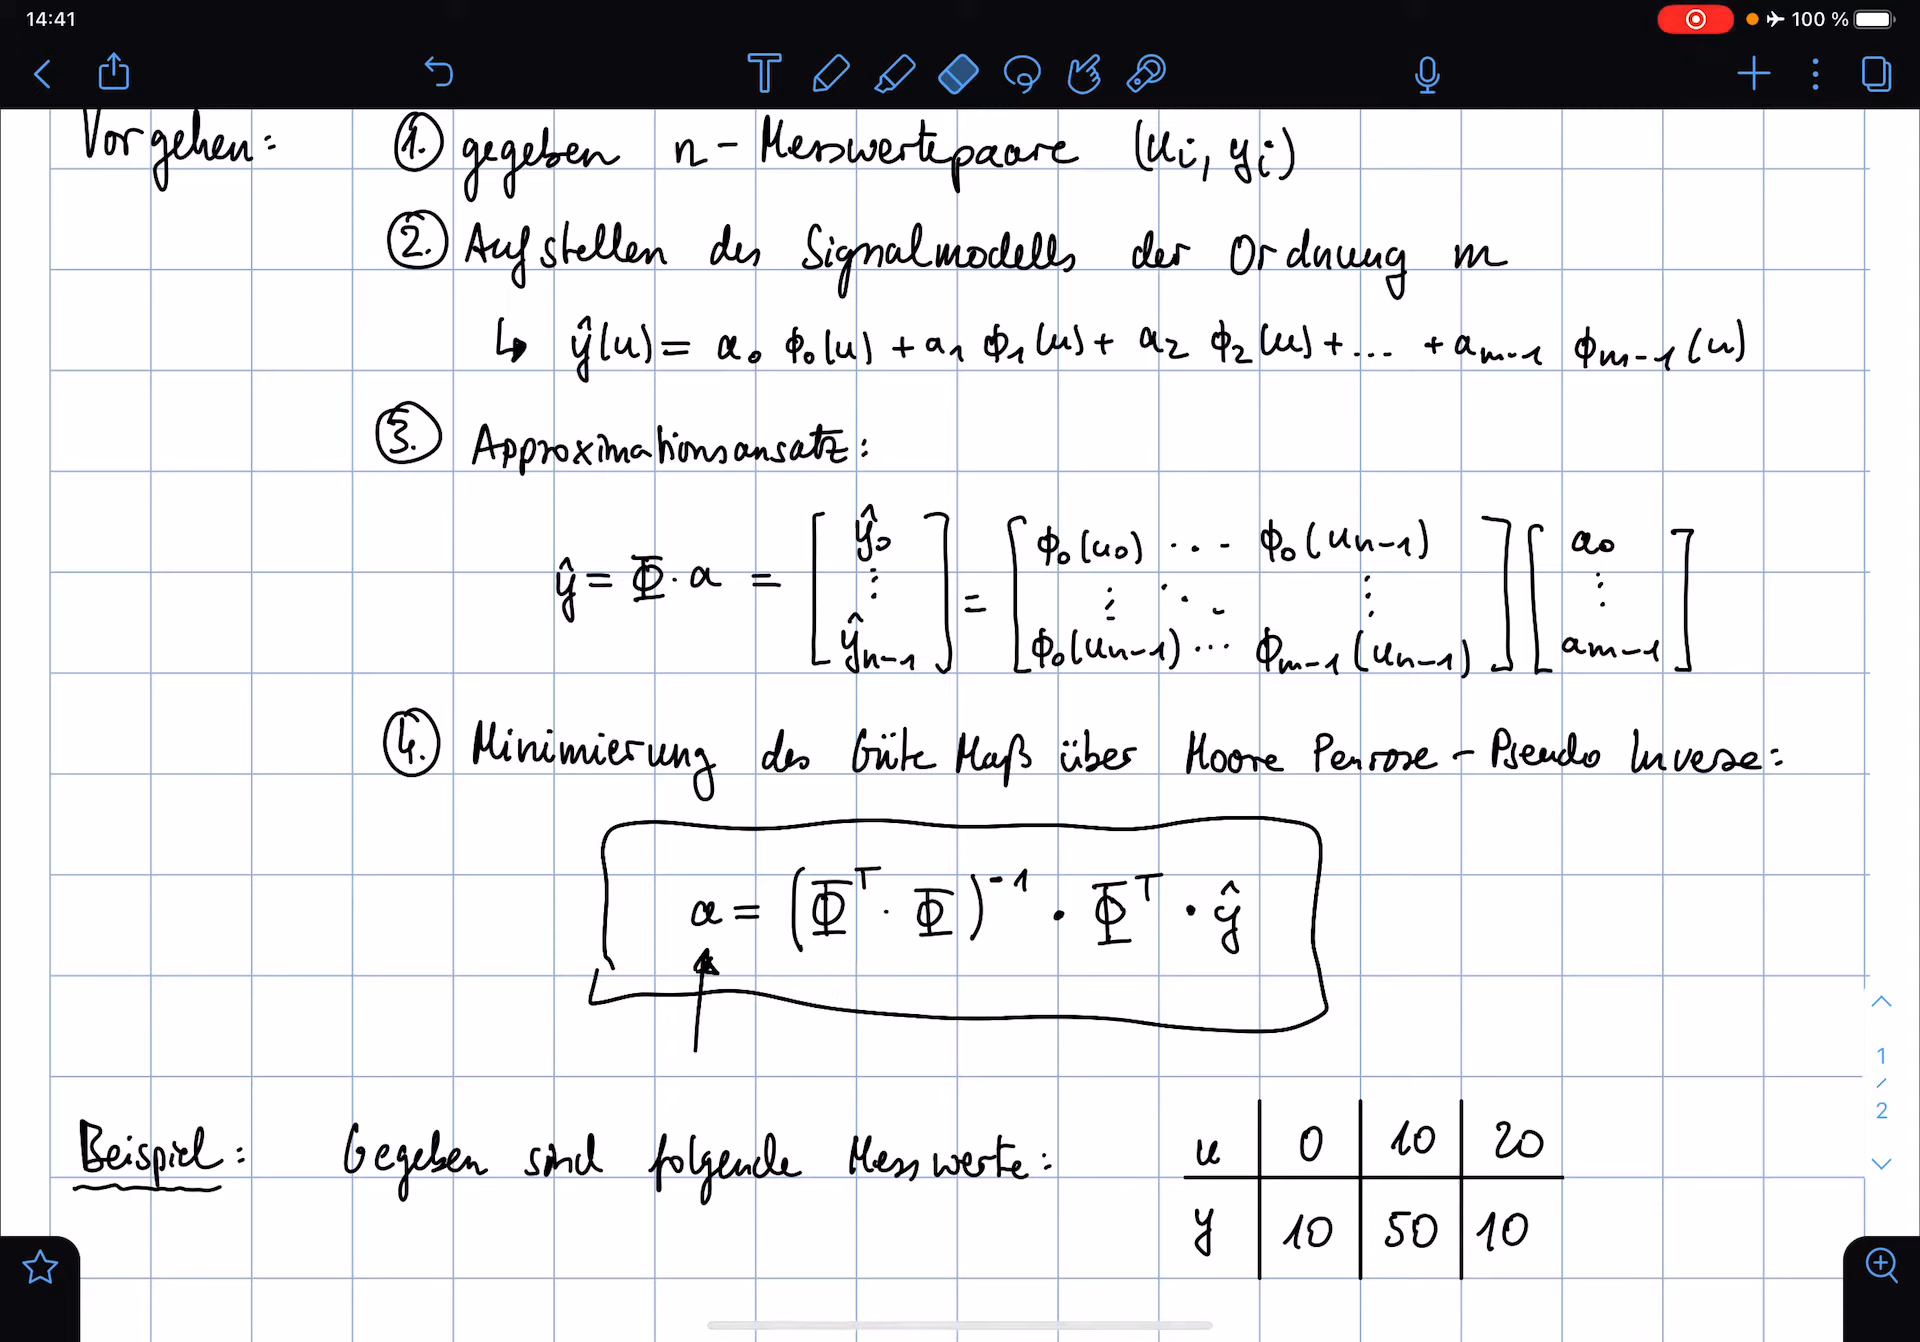 14:41
100 %
Vorgehen: 1. gegeben n - Messwertepaare (ui, yi)
2. Aufstellen des Signalmodells der Ordnung m
↳ ŷ(u) = a0 ϕ0(u) + a1 ϕ1(u) + a2 ϕ2(u) + ... + am-1 ϕm-1(u)
3. Approximationsansatz:
ŷ = Φ · a = [ŷ0 ⋮ ŷn-1] = [ϕ0(u0) ... ϕ0(un-1) ⋮ ⋱ ⋮ ϕ0(un-1) ... ϕm-1(un-1)] [a0 ⋮ am-1]
4. Minimierung des Güte Maß über Moore Penrose - Pseudo Inverse:
a = (Φ^T · Φ)^-1 · Φ^T · ŷ
Beispiel: Gegeben sind folgende Messwerte:
u 0 10 20
y 10 50 10
1
/
2